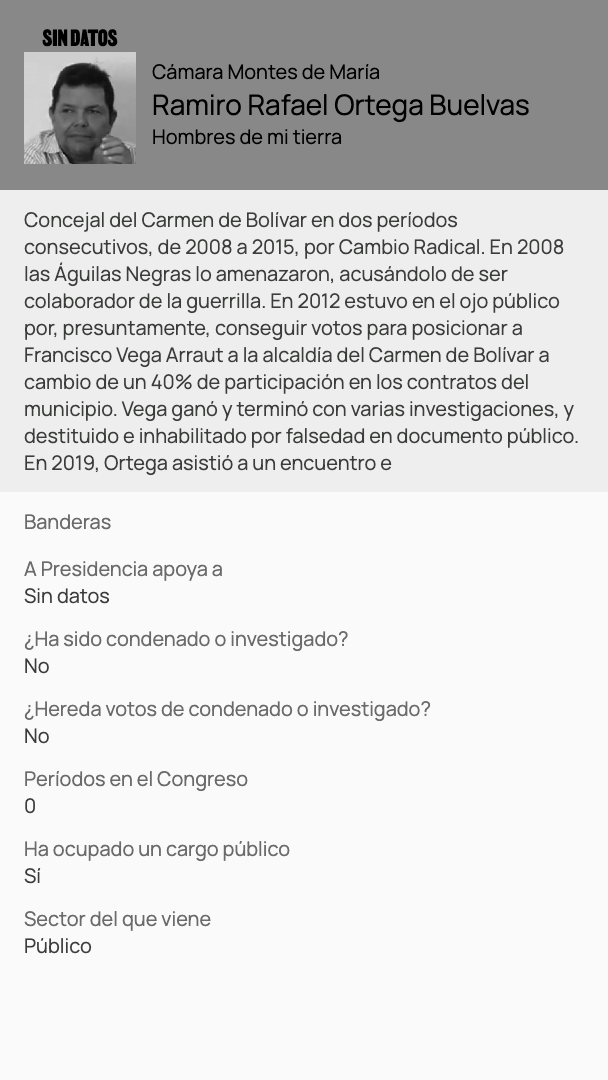 SIN DATOS
Cámara Montes de María
Ramiro Rafael Ortega Buelvas
Hombres de mi tierra
Concejal del Carmen de Bolívar en dos períodos
consecutivos, de 2008 a 2015, por Cambio Radical. En 2008
las Águilas Negras lo amenazaron, acusándolo de ser
colaborador de la guerrilla. En 2012 estuvo en el ojo público
por, presuntamente, conseguir votos para posicionar a
Francisco Vega Arraut a la alcaldía del Carmen de Bolívar a
cambio de un 40% de participación en los contratos del
municipio. Vega ganó y terminó con varias investigaciones, y
destituido e inhabilitado por falsedad en documento público.
En 2019, Ortega asistió a un encuentro e
Banderas
A Presidencia apoya a
Sin datos
¿Ha sido condenado o investigado?
No
¿Hereda votos de condenado o investigado?
No
Períodos en el Congreso
0
Ha ocupado un cargo público
Sí
Sector del que viene
Público